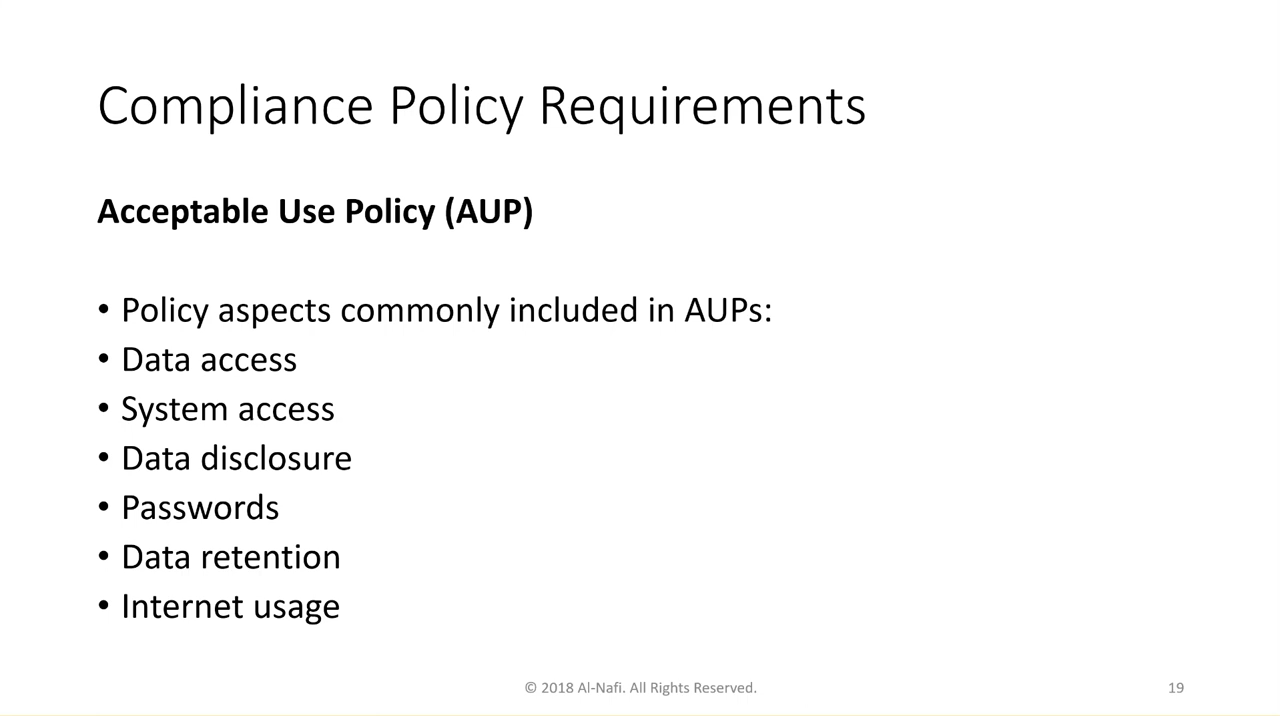 Compliance Policy Requirements
Acceptable Use Policy (AUP)
• Policy aspects commonly included in AUPs:
• Data access
• System access
• Data disclosure
• Passwords
• Data retention
• Internet usage
© 2018 Al-Nafi. All Rights Reserved.
19